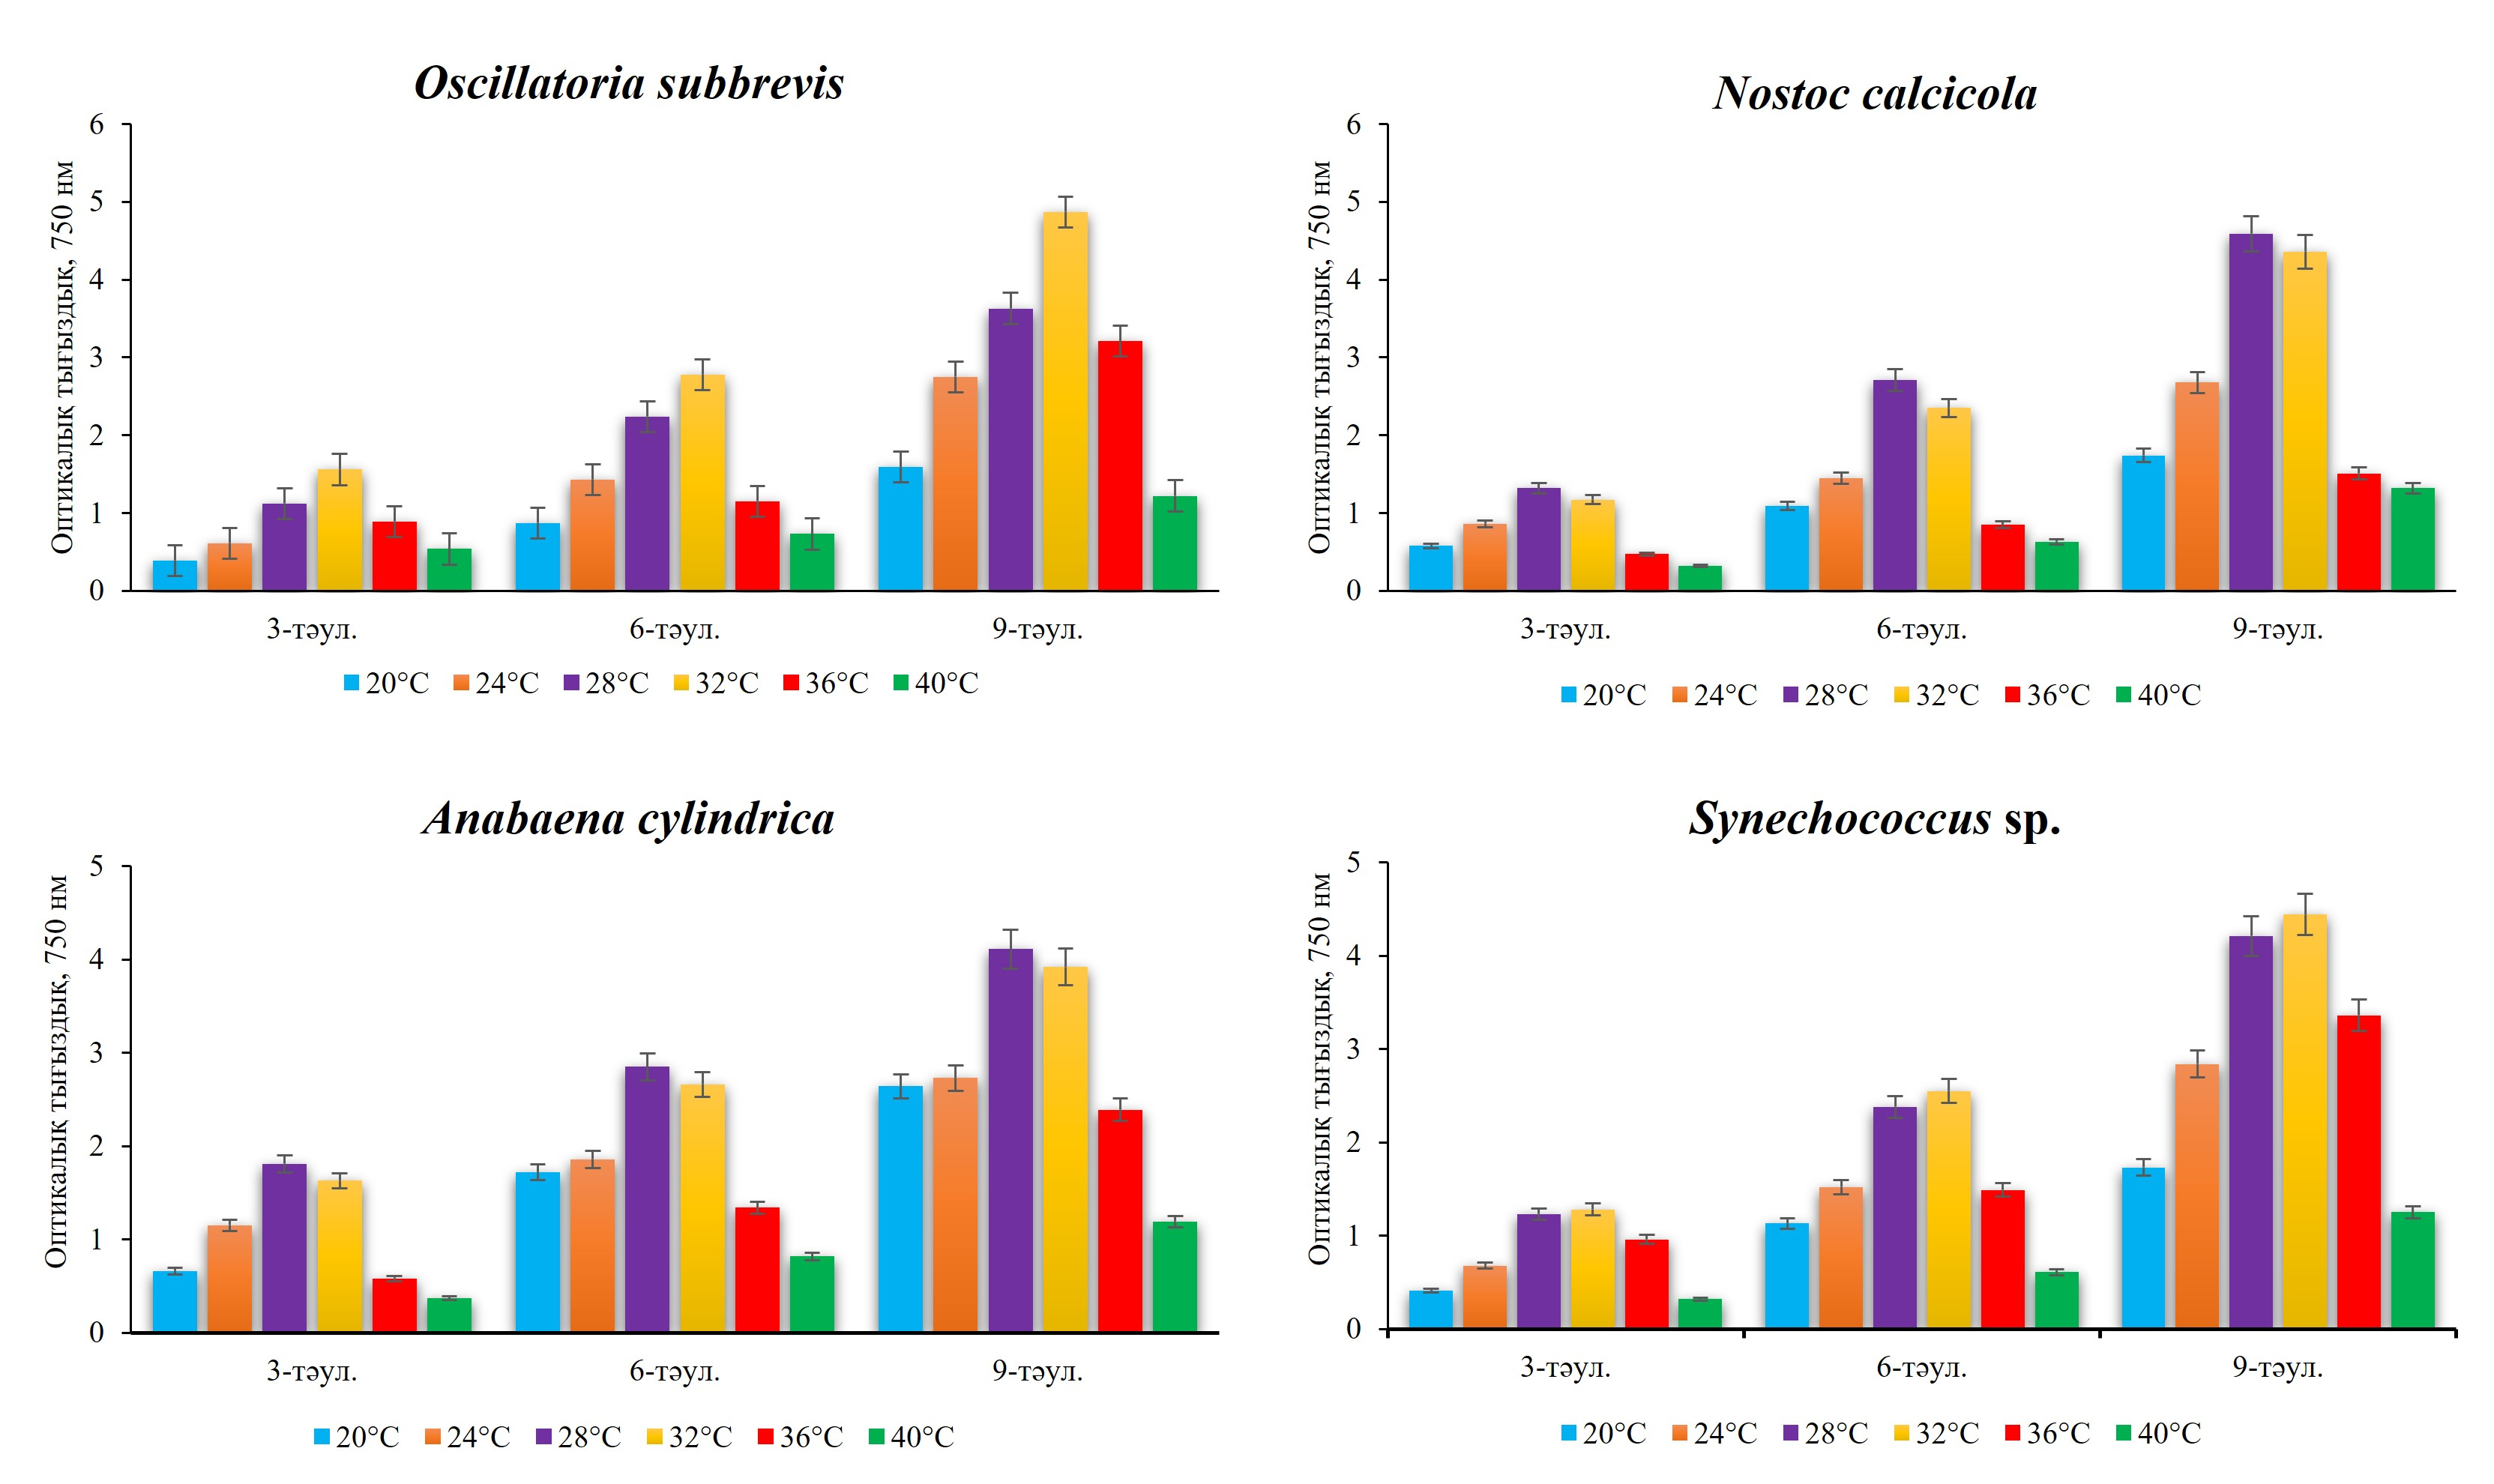 Oscillatoria subbrevis
Оптикалық тығыздық, 750 нм
6
5
4
3
2
1
0
3-тәул. 6-тәул. 9-тәул.
20°C 24°C 28°C 32°C 36°C 40°C
Nostoc calcicola
Оптикалық тығыздық, 750 нм
6
5
4
3
2
1
0
3-тәул. 6-тәул. 9-тәул.
20°C 24°C 28°C 32°C 36°C 40°C
Anabaena cylindrica
Оптикалық тығыздық, 750 нм
5
4
3
2
1
0
3-тәул. 6-тәул. 9-тәул.
20°C 24°C 28°C 32°C 36°C 40°C
Synechococcus sp.
Оптикалық тығыздық, 750 нм
5
4
3
2
1
0
3-тәул. 6-тәул. 9-тәул.
20°C 24°C 28°C 32°C 36°C 40°C